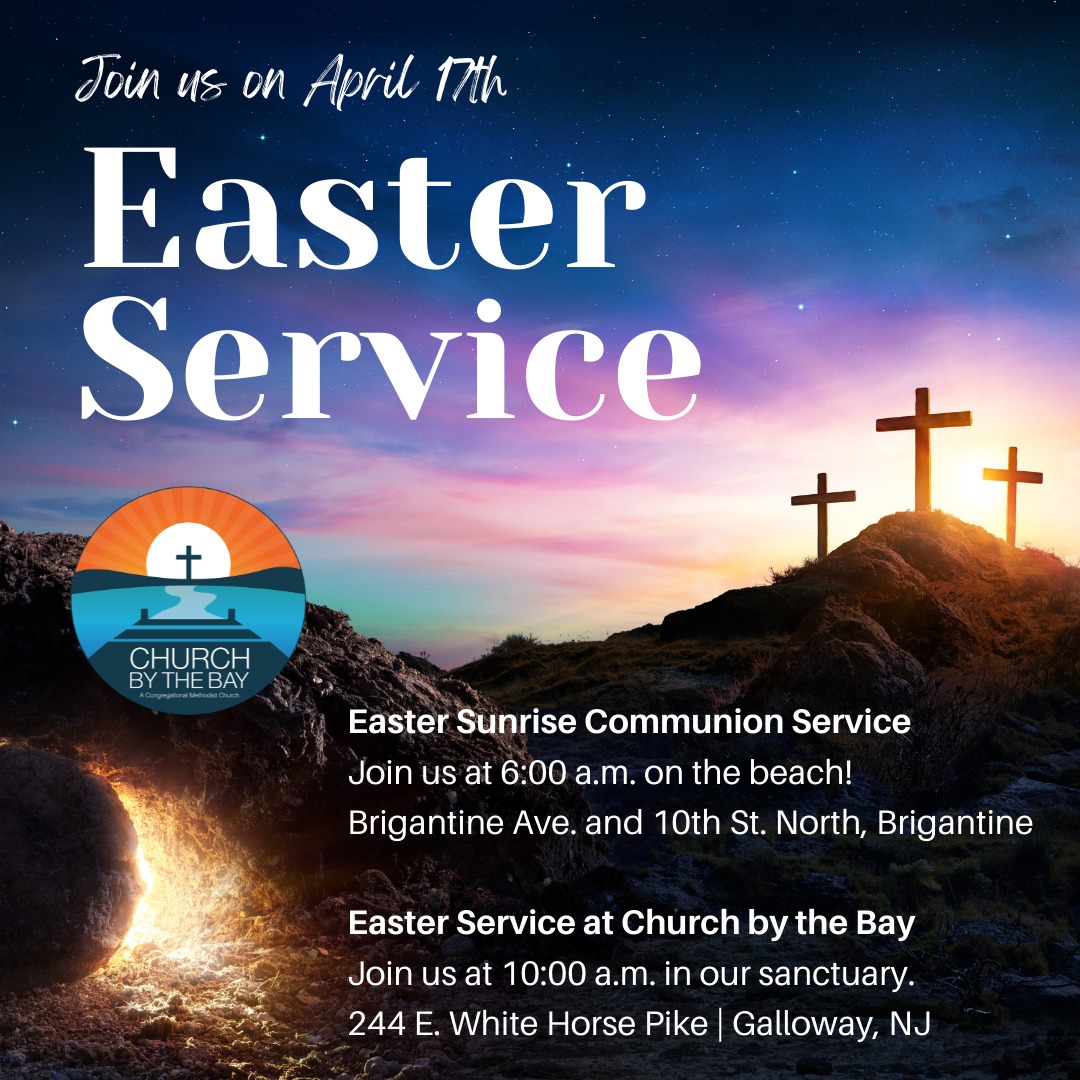 Join us on April 17th
Easter
Service
CHURCH
BY THE BAY
A Congregational Methodist Church
Easter Sunrise Communion Service
Join us at 6:00 a.m. on the beach!
Brigantine Ave. and 10th St. North, Brigantine
Easter Service at Church by the Bay
Join us at 10:00 a.m. in our sanctuary.
244 E. White Horse Pike | Galloway, NJ